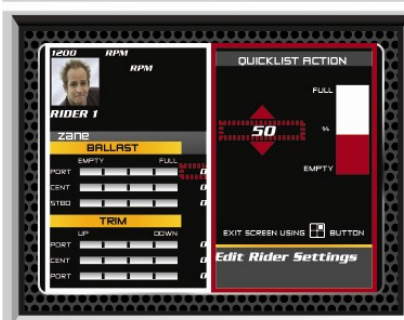 1200 RPM
RPM
RIDER 1
zane
BALLAST
EMPTY FULL
PORT 0
CENT 0
STBD 0
TRIM
UP DOWN
PORT 0
CENT 0
PORT 0
QUICKLIST ACTION
FULL
50 %
EMPTY
EXIT SCREEN USING BUTTON
Edit Rider Settings